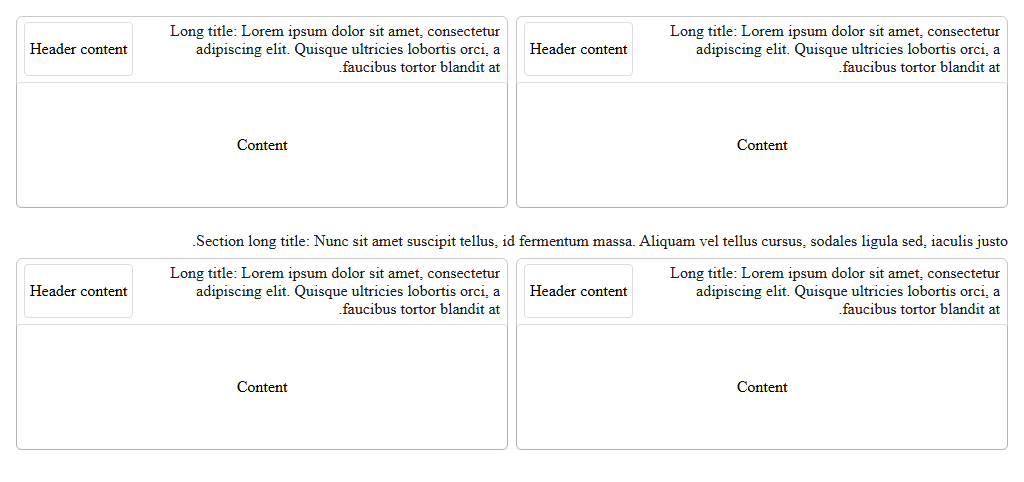 Header content
Long title: Lorem ipsum dolor sit amet, consectetur
adipiscing elit. Quisque ultricies lobortis orci, a
.faucibus tortor blandit at
Content
Header content
Long title: Lorem ipsum dolor sit amet, consectetur
adipiscing elit. Quisque ultricies lobortis orci, a
.faucibus tortor blandit at
Content
.Section long title: Nunc sit amet suscipit tellus, id fermentum massa. Aliquam vel tellus cursus, sodales ligula sed, iaculis justo
Header content
Long title: Lorem ipsum dolor sit amet, consectetur
adipiscing elit. Quisque ultricies lobortis orci, a
.faucibus tortor blandit at
Content
Header content
Long title: Lorem ipsum dolor sit amet, consectetur
adipiscing elit. Quisque ultricies lobortis orci, a
.faucibus tortor blandit at
Content